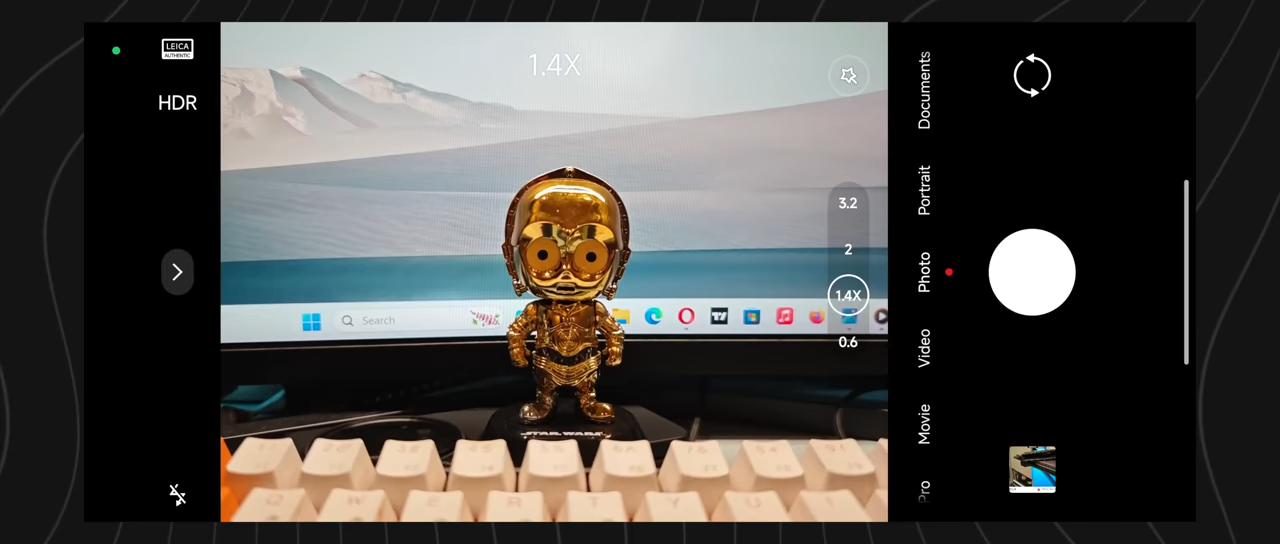 LEICA
AUTHENTIC
HDR
1.4X
3.2
2
1.4X
0.6
Search
STAR WARS
Q
E
R
T
Y
U
I
Documents
Portrait
Photo
Video
Movie
Pro